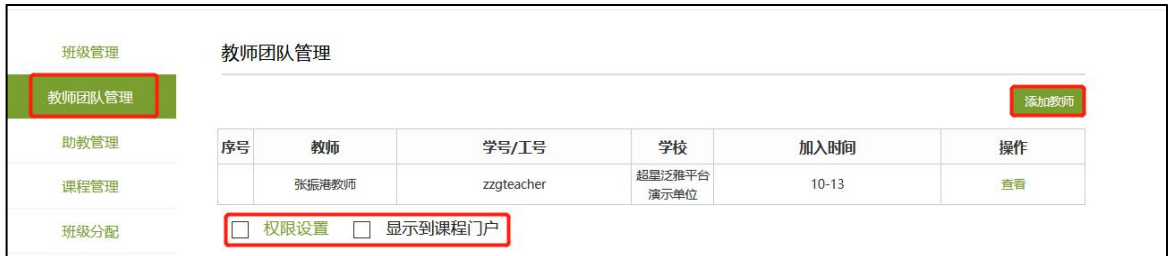 班级管理
教师团队管理
助教管理
课程管理
班级分配
教师团队管理
添加教师
序号 教师 学号/工号 学校 加入时间 操作
张振港教师 zzgteacher 超星泛雅平台演示单位 10-13 查看
权限设置 显示到课程门户